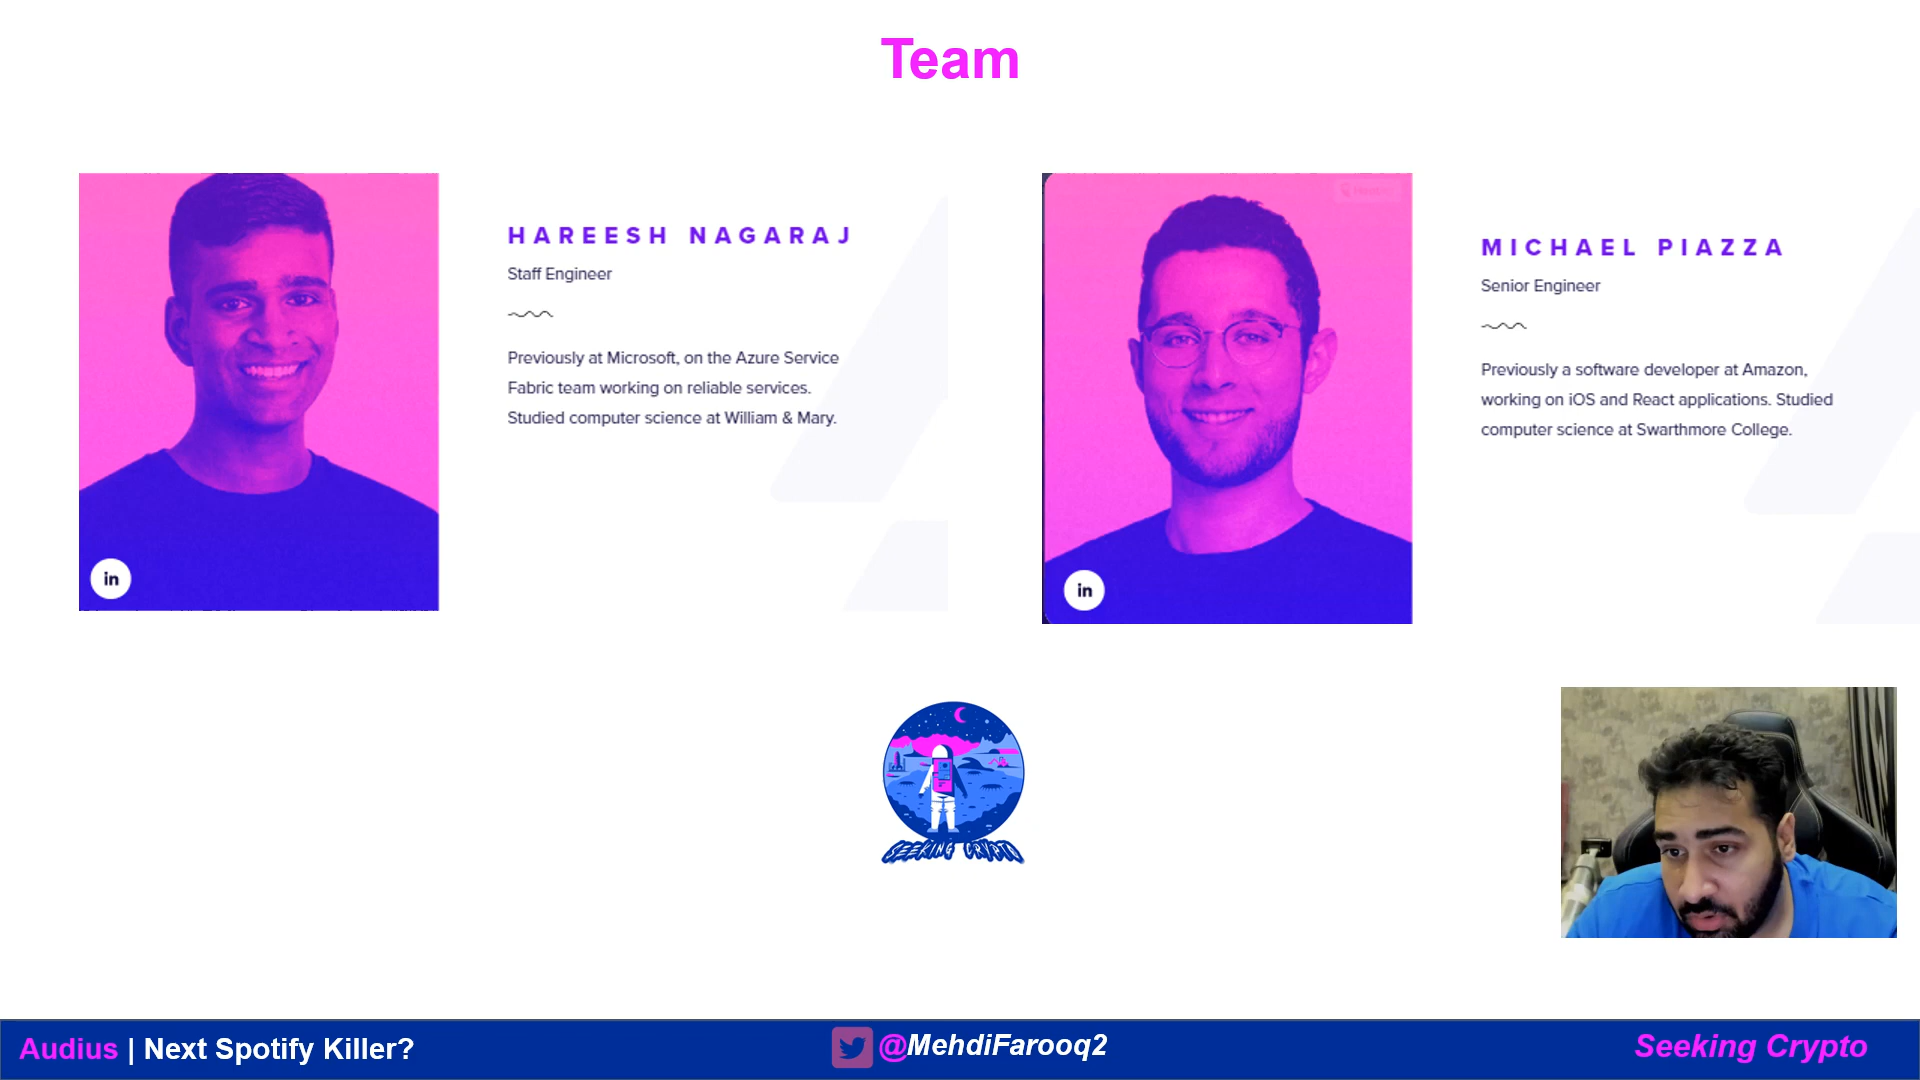 Team
HAREESH NAGARAJ
Staff Engineer
Previously at Microsoft, on the Azure Service
Fabric team working on reliable services.
Studied computer science at William & Mary.
in
MICHAEL PIAZZA
Senior Engineer
Previously a software developer at Amazon,
working on iOS and React applications. Studied
computer science at Swarthmore College.
in
SEEKING CRYPTO
Audius | Next Spotify Killer?
@MehdiFarooq2
Seeking Crypto